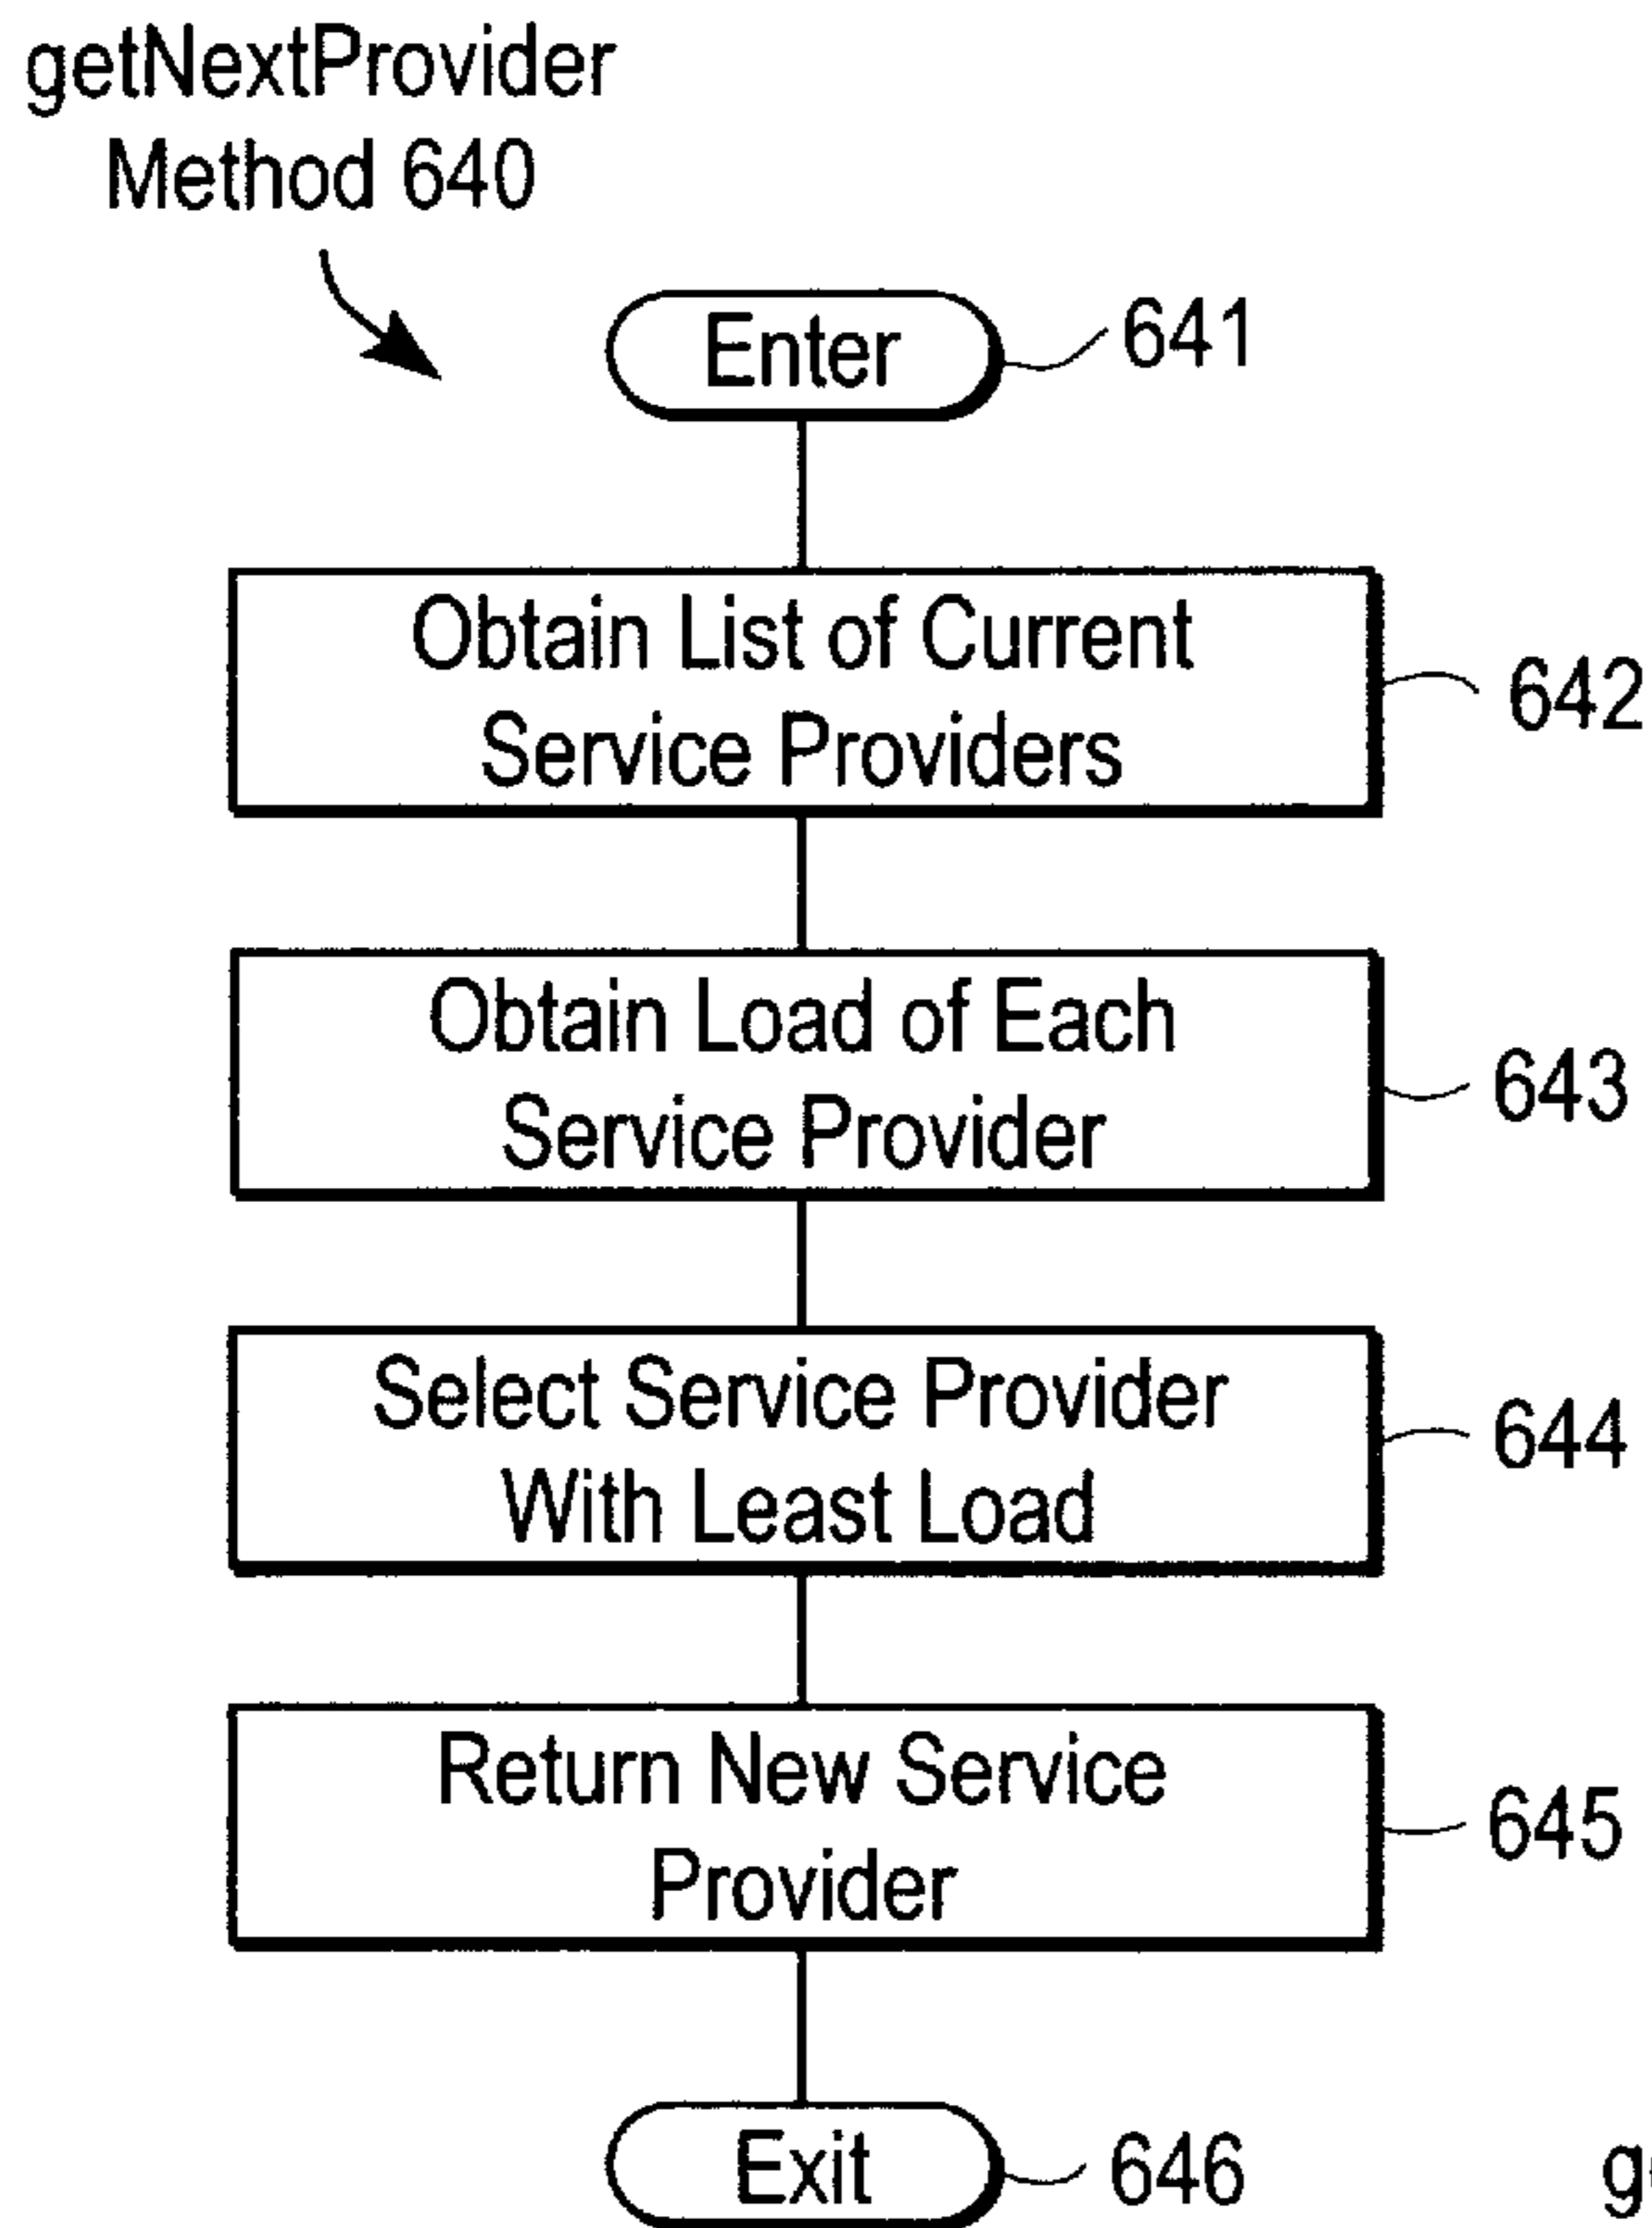 getNextProvider
Method 640
Enter
641
Obtain List of Current
Service Providers
642
Obtain Load of Each
Service Provider
643
Select Service Provider
With Least Load
644
Return New Service
Provider
645
Exit
646